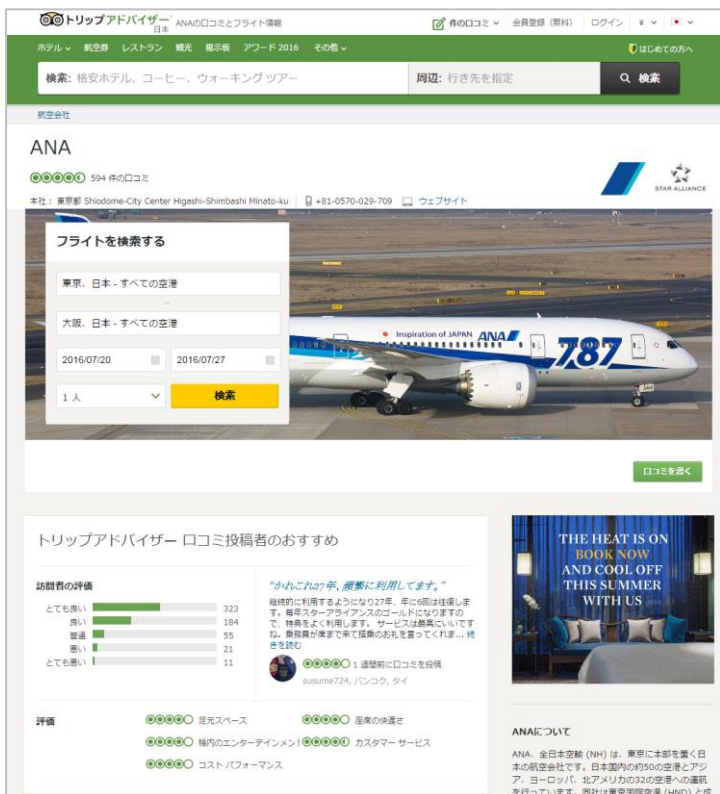 トリップアドバイザー
日本
ANAの口コミとフライト情報
件の口コミ
会員登録（無料）
ログイン
¥
ホテル 航空券 レストラン 観光 掲示板 アワード 2016 その他
はじめての方へ
検索: 格安ホテル、コーヒー、ウォーキング ツアー
周辺: 行き先を指定
検索
航空会社
ANA
594 件の口コミ
STAR ALLIANCE
本社： 東京都 Shiodome-City Center Higashi-Shimbashi Minato-ku
+81-0570-029-709
ウェブサイト
フライトを検索する
東京、日本 - すべての空港
大阪、日本 - すべての空港
2016/07/20
2016/07/27
1 人
検索
Inspiration of JAPAN ANA
787
口コミを書く
トリップアドバイザー 口コミ投稿者のおすすめ
訪問者の評価
とても良い 323
良い 184
普通 55
悪い 21
とても悪い 11
"かれこれ27年、頻繁に利用してます。"
継続的に利用するようになり27年、年に6回は往復しま
す。毎年スターアライアンスのゴールドになりますの
で、特典をよく利用します。 サービスは最高にいいです
ね。乗務員が席まで来て搭乗のお礼を言ってくれま... 続
きを読む
1 週間前に口コミを投稿
susume724, バンコク, タイ
評価
足元スペース
座席の快適さ
機内のエンターテインメント
カスタマー サービス
コスト パフォーマンス
THE HEAT IS ON
BOOK NOW
AND COOL OFF
THIS SUMMER
WITH US
ANAについて
ANA、全日本空輸 (NH) は、東京に本部を置く日
本の航空会社です。日本国内の約50の空港とアジ
ア、ヨーロッパ、北アメリカの32の空港への運航
を行っています。同社は東京国際空港 (HND) と成